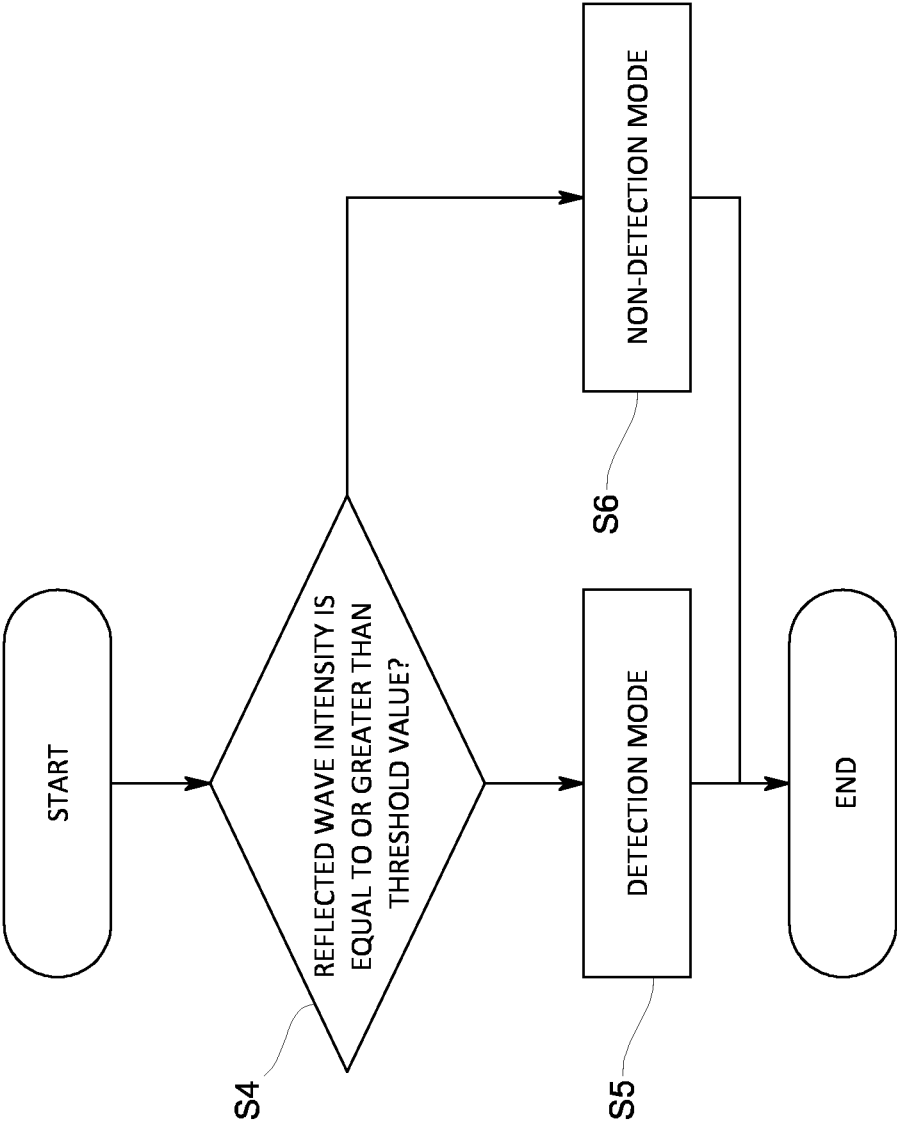 START
S4
REFLECTED WAVE INTENSITY IS
EQUAL TO OR GREATER THAN
THRESHOLD VALUE?
S5
DETECTION MODE
S6
NON-DETECTION MODE
END